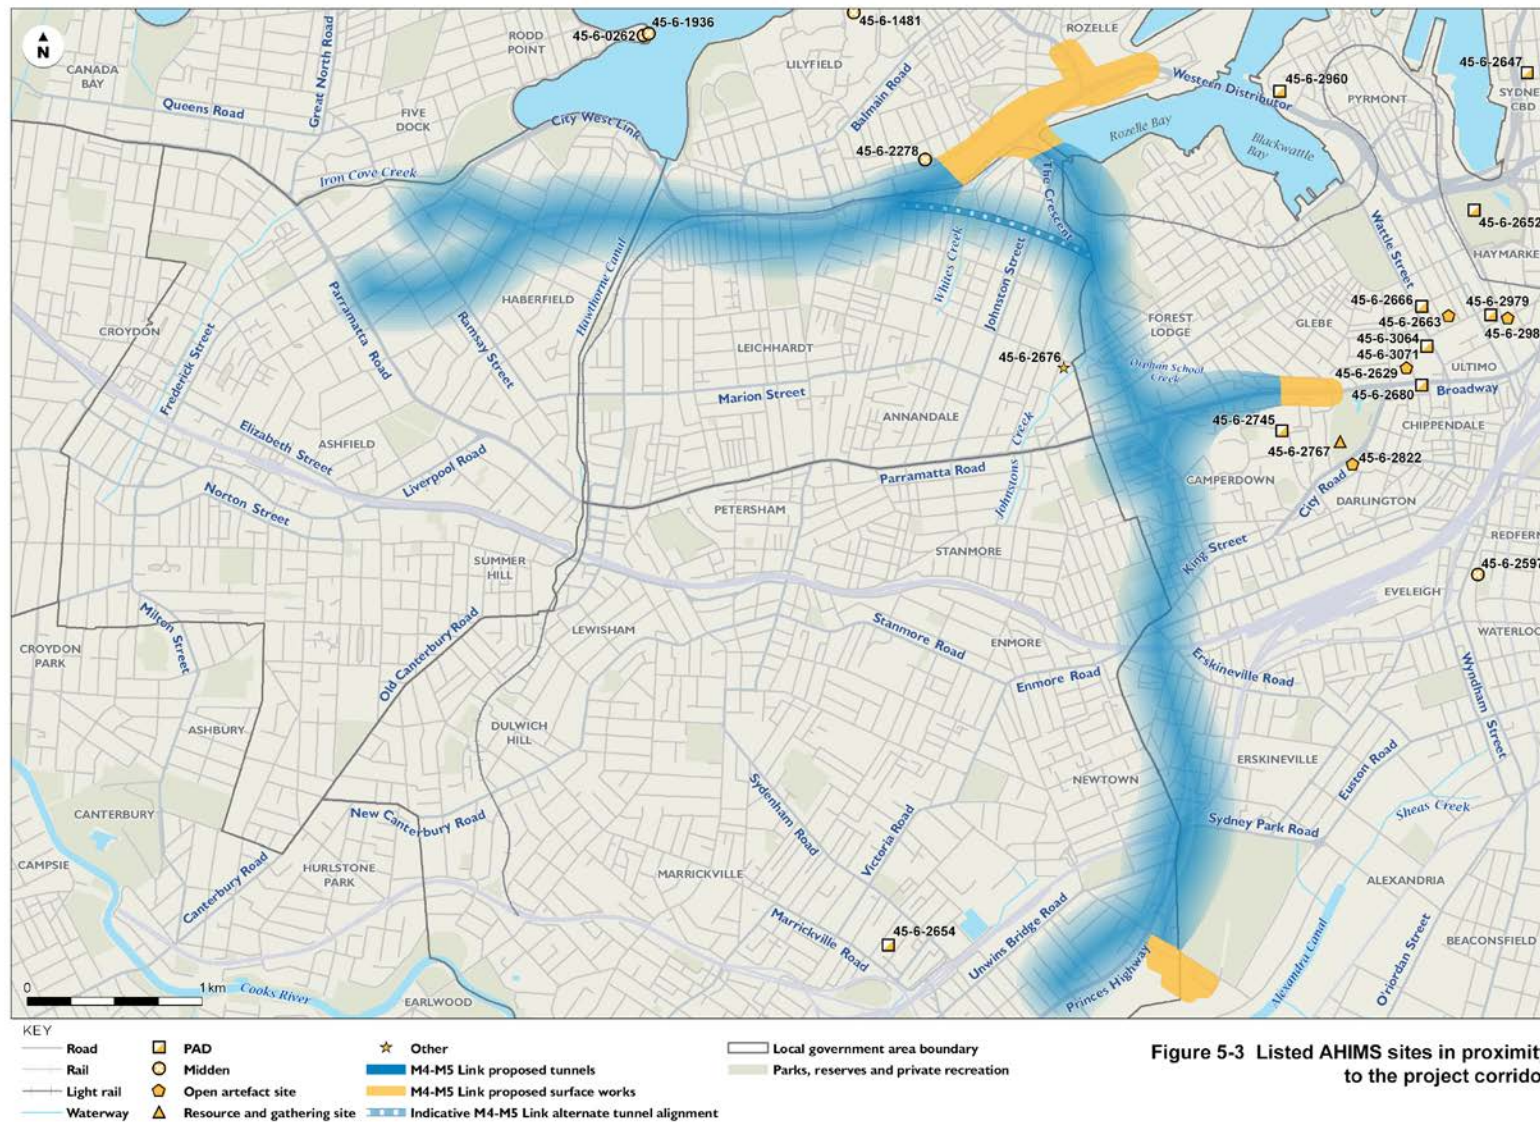 N
CANADA
BAY
Queens Road
Great North Road
FIVE
DOCK
RODD
POINT
45-6-1936
45-6-0262
45-6-1481
LILYFIELD
ROZELLE
Balmain Road
City West Link
Iron Cove Creek
45-6-2278
Western Distributor
Rozelle Bay
Blackwattle
Bay
45-6-2960
PYRMONT
45-6-2647
SYDNE
CBD
45-6-2652
HAYMARKE
Wattle Street
The Crescent
Whites Creek
Johnston Street
Hawthorne Canal
HABERFIELD
Parramatta Road
Ramsay Street
CROYDON
Frederick Street
LEICHHARDT
Marion Street
45-6-2676
ANNANDALE
FOREST
LODGE
Orphan School
Creek
GLEBE
45-6-2666
45-6-2663
45-6-3064
45-6-3071
45-6-2629
45-6-2680
45-6-2979
45-6-298
ULTIMO
Broadway
CHIPPENDALE
45-6-2745
45-6-2767
45-6-2822
CAMPERDOWN
City Road
DARLINGTON
REDFERN
Elizabeth Street
ASHFIELD
Liverpool Road
Norton Street
Parramatta Road
Johnstons Creek
PETERSHAM
STANMORE
King Street
SUMMER
HILL
45-6-2597
EVELEIGH
WATERLOO
Milton Street
CROYDON
PARK
Old Canterbury Road
LEWISHAM
Stanmore Road
ENMORE
Enmore Road
Erskineville Road
Wyndham Street
ASHBURY
DULWICH
HILL
ERSKINEVILLE
NEWTOWN
Euston Road
Sheas Creek
CANTERBURY
New Canterbury Road
Sydenham Road
Victoria Road
Sydney Park Road
CAMPSIE
Canterbury Road
HURLSTONE
PARK
MARRICKVILLE
ALEXANDRIA
Marrickville Road
45-6-2654
Unwins Bridge Road
Princes Highway
Alexandra Canal
O'riordan Street
BEACONSFIELD
0
1km
Cooks River
EARLWOOD
KEY
Road
Rail
Light rail
Waterway
PAD
Midden
Open artefact site
Resource and gathering site
Other
M4-M5 Link proposed tunnels
M4-M5 Link proposed surface works
Indicative M4-M5 Link alternate tunnel alignment
Local government area boundary
Parks, reserves and private recreation
Figure 5-3 Listed AHIMS sites in proximit
to the project corrido